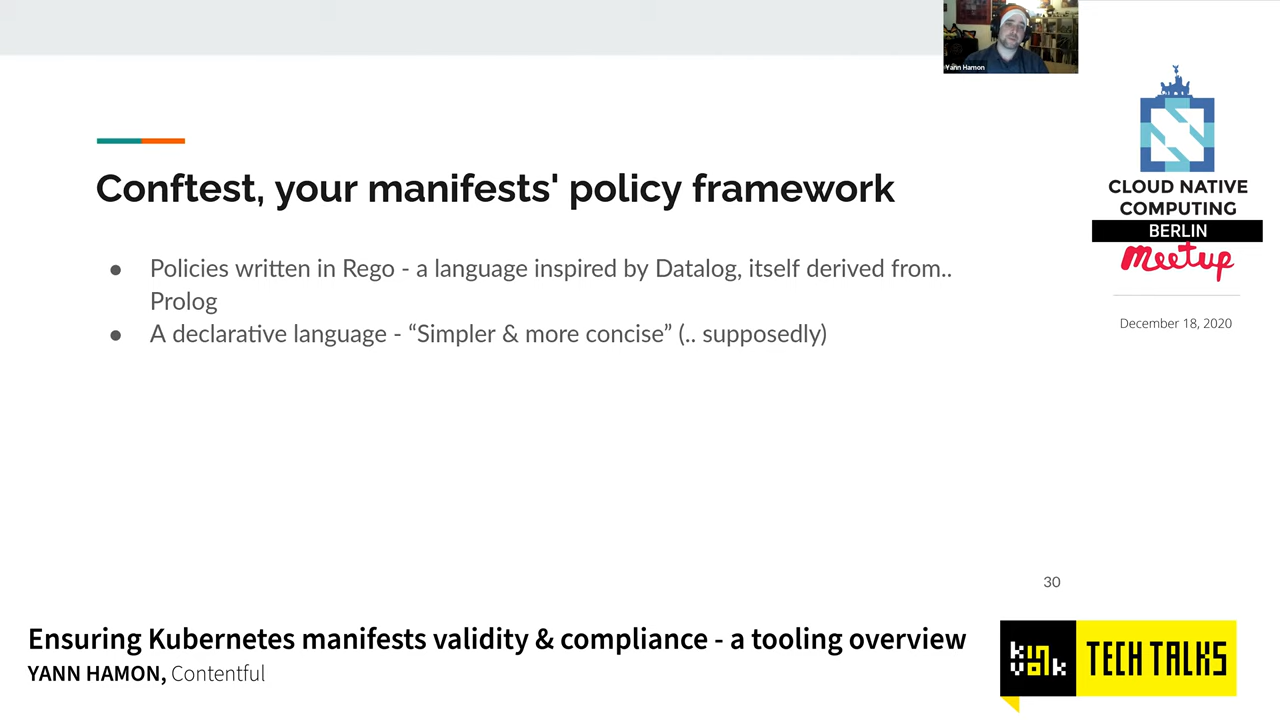 Yann Hamon
CLOUD NATIVE
COMPUTING
BERLIN
Meetup
December 18, 2020
Conftest, your manifests' policy framework
● Policies written in Rego - a language inspired by Datalog, itself derived from..
Prolog
● A declarative language - “Simpler & more concise” (.. supposedly)
30
Ensuring Kubernetes manifests validity & compliance - a tooling overview
YANN HAMON, Contentful
kinvolk
TECH TALKS